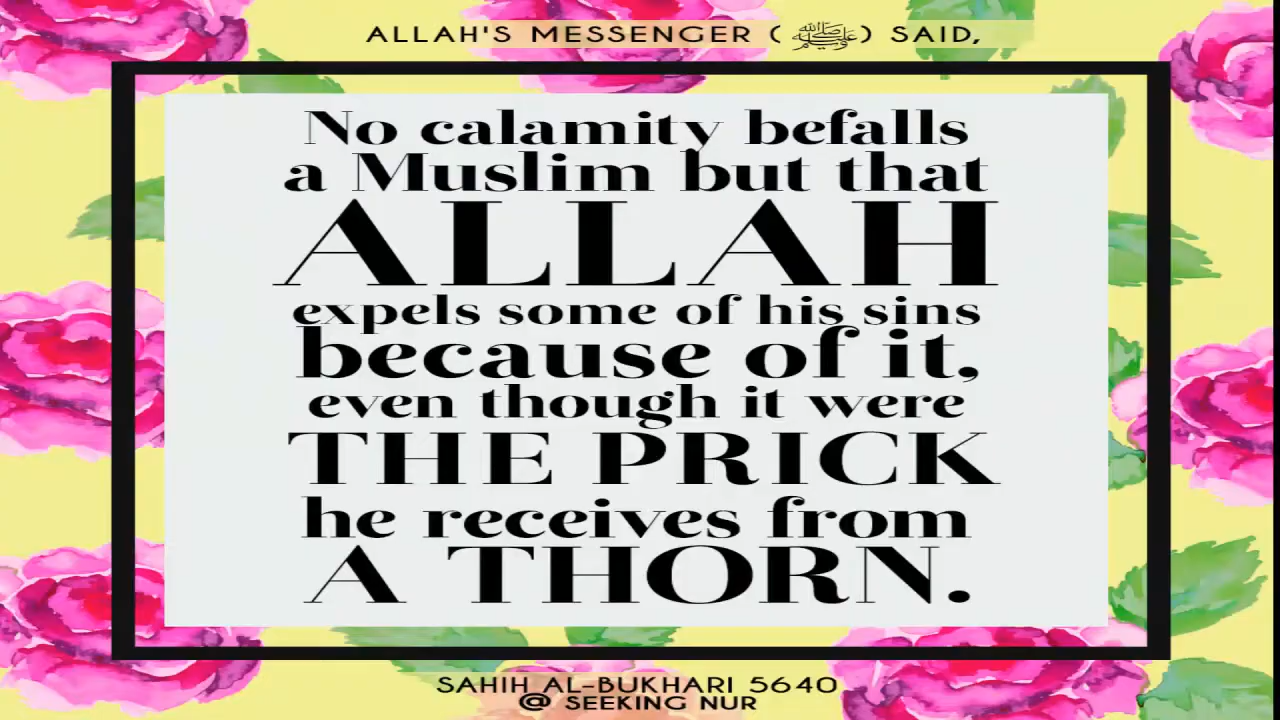 ALLAH'S MESSENGER (ﷺ) SAID,
No calamity befalls
a Muslim but that
ALLAH
expels some of his sins
because of it,
even though it were
THE PRICK
he receives from
A THORN.
SAHIH AL-BUKHARI 5640
@ SEEKING NUR